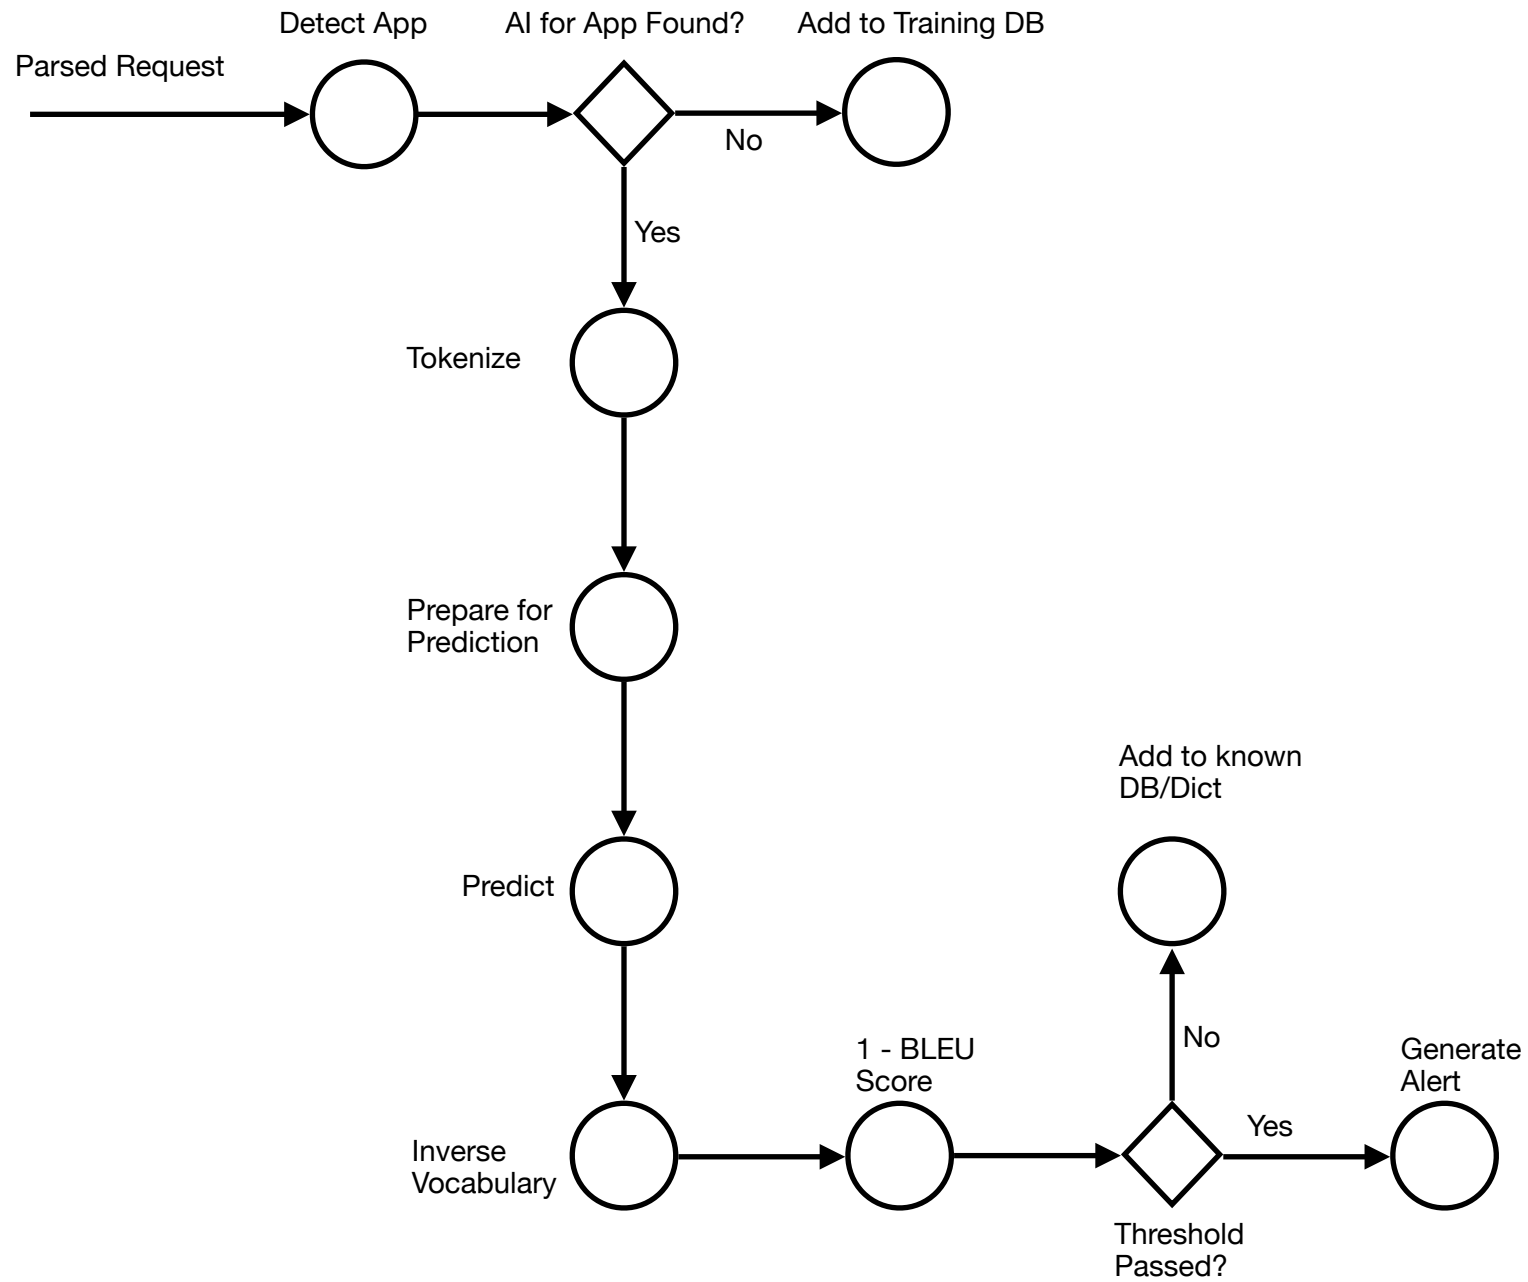 Detect App
AI for App Found?
Add to Training DB
Parsed Request
No
Yes
Tokenize
Prepare for
Prediction
Predict
Add to known
DB/Dict
No
1 - BLEU
Score
Generate
Alert
Yes
Inverse
Vocabulary
Threshold
Passed?